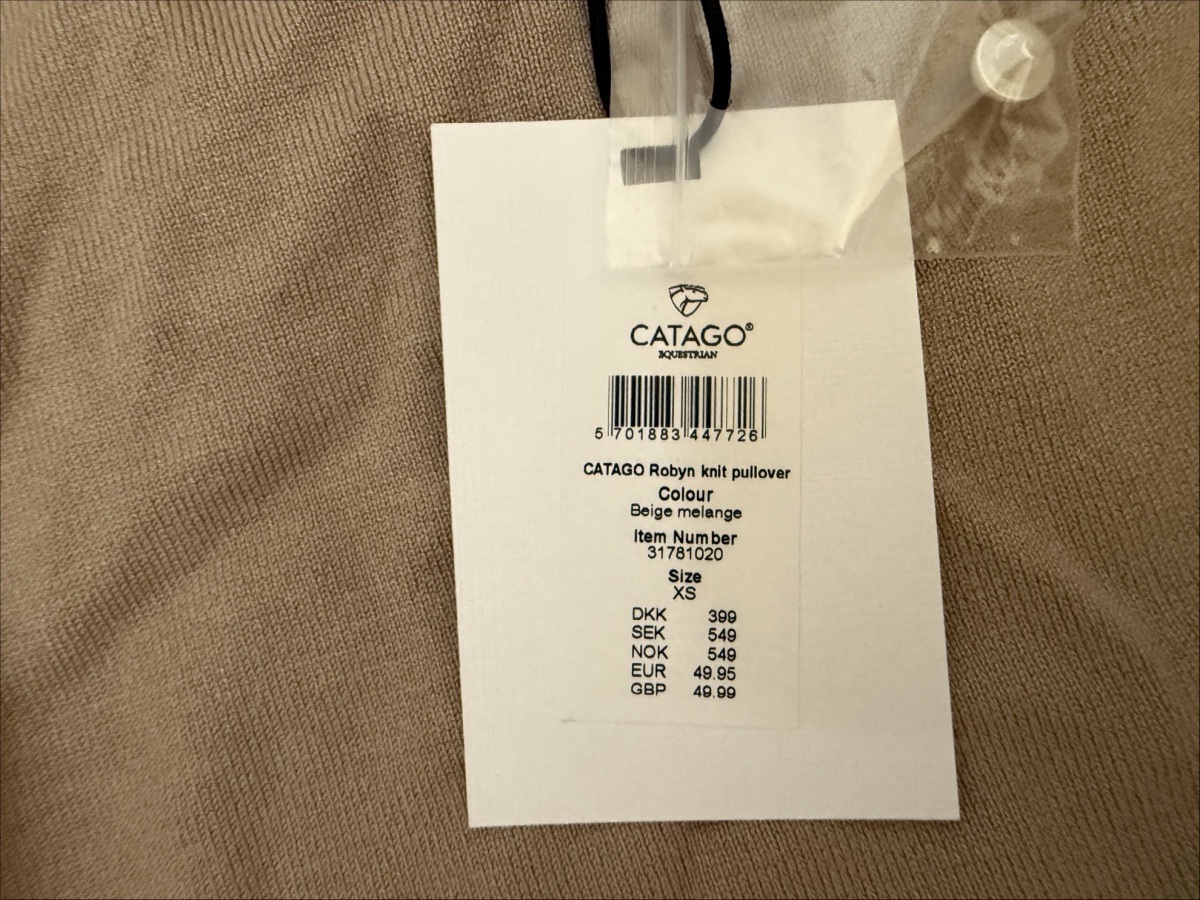 CATAGO®
EQUESTRIAN
5 701883 447726
CATAGO Robyn knit pullover
Colour
Beige melange
Item Number
31781020
Size
XS
DKK 399
SEK 549
NOK 549
EUR 49.95
GBP 49.99